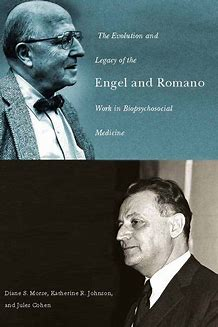 The Evolution and
Legacy of the
Engel and Romano
Work in Biopsychosocial
Medicine
Diane S. Morse, Katherine R. Johnson,
and Jules Cohen